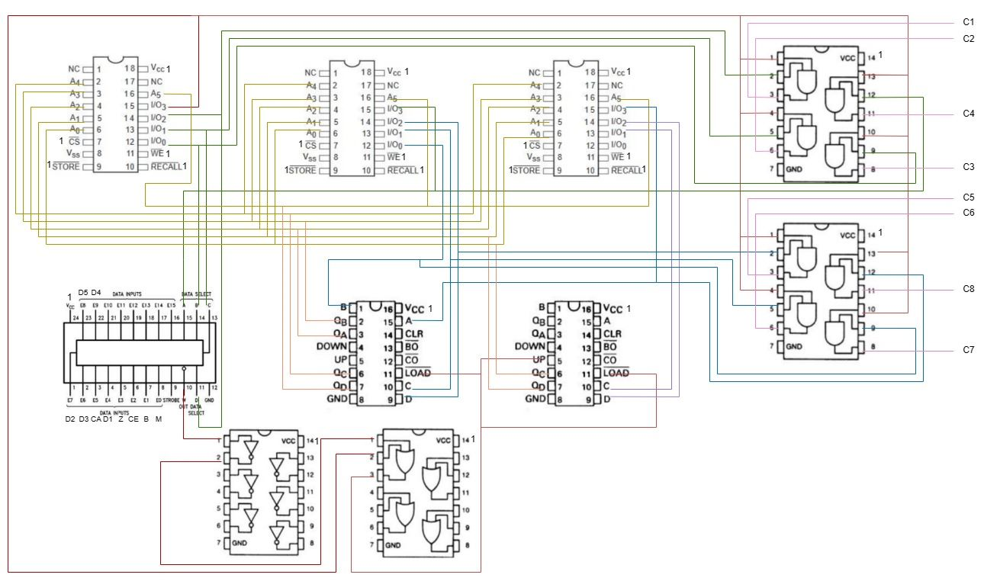 C1
C2
C4
C3
C5
C6
C8
C7
NC 1 18 VCC 1
A4 2 17 NC
A3 3 16 A5
A2 4 15 I/O3
A1 5 14 I/O2
A0 6 13 I/O1
1 CS 7 12 I/O0
VSS 8 11 WE 1
1 STORE 9 10 RECALL 1
NC 1 18 VCC 1
A4 2 17 NC
A3 3 16 A5
A2 4 15 I/O3
A1 5 14 I/O2
A0 6 13 I/O1
1 CS 7 12 I/O0
VSS 8 11 WE 1
1 STORE 9 10 RECALL 1
NC 1 18 VCC 1
A4 2 17 NC
A3 3 16 A5
A2 4 15 I/O3
A1 5 14 I/O2
A0 6 13 I/O1
1 CS 7 12 I/O0
VSS 8 11 WE 1
1 STORE 9 10 RECALL 1
1 VCC 14 1
2 13
3 12
4 11
5 10
6 9
7 GND 8
1 VCC 14 1
2 13
3 12
4 11
5 10
6 9
7 GND 8
1 D5 D4 DATA INPUTS DATA SELECT
VCC E8 E9 E10 E11 E12 E13 E14 E15 A B C
24 23 22 21 20 19 18 17 16 15 14 13
1 2 3 4 5 6 7 8 9 10 11 12
E7 E6 E5 E4 E3 E2 E1 E0 STROBE W D GND
OUT DATA
DATA INPUTS SELECT
D2 D3 CA D1 Z CE B M
B 1 16 VCC 1
QB 2 15 A
QA 3 14 CLR
DOWN 4 13 BO
UP 5 12 CO
QC 6 11 LOAD
QD 7 10 C
GND 8 9 D
B 1 16 VCC 1
QB 2 15 A
QA 3 14 CLR
DOWN 4 13 BO
UP 5 12 CO
QC 6 11 LOAD
QD 7 10 C
GND 8 9 D
1 VCC 14 1
2 13
3 12
4 11
5 10
6 9
7 GND 8
1 VCC 14 1
2 13
3 12
4 11
5 10
6 9
7 GND 8